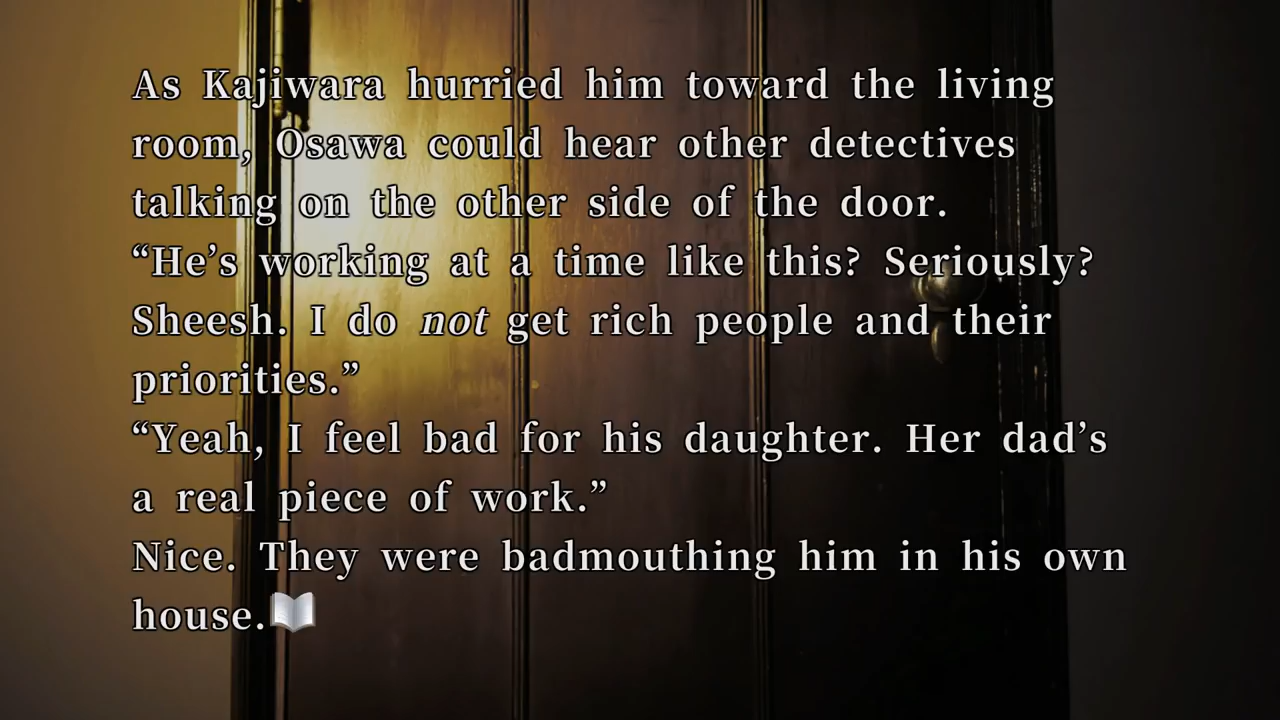 As Kajiwara hurried him toward the living
room, Osawa could hear other detectives
talking on the other side of the door.
“He’s working at a time like this? Seriously?
Sheesh. I do not get rich people and their
priorities.”
“Yeah, I feel bad for his daughter. Her dad’s
a real piece of work.”
Nice. They were badmouthing him in his own
house.